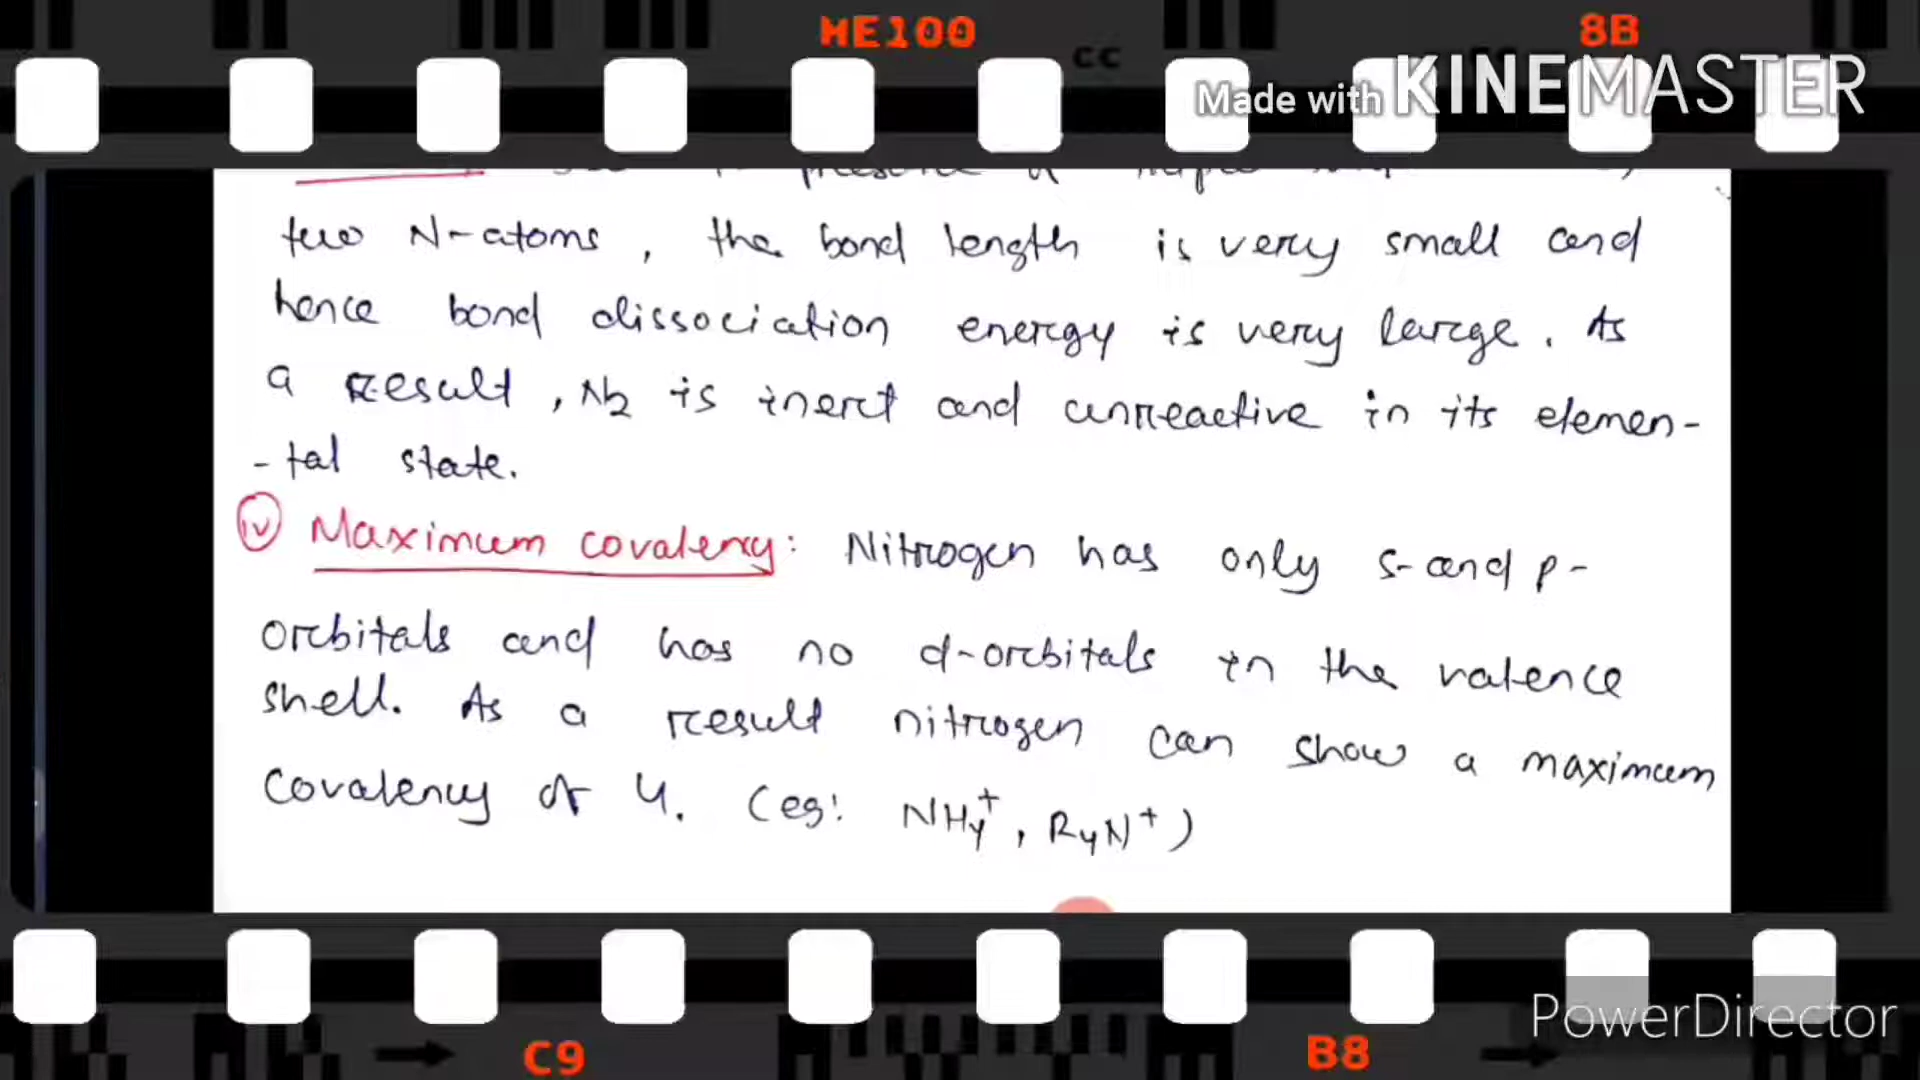 HE100
8B
CC
Made with KINEMASTER
presence
two N-atoms, the bond length is very small and
hence bond dissociation energy is very large. As
a result, N2 is inert and unreactive in its elemen-
-tal state.
(iv) Maximum covalency: Nitrogen has only s-and p-
orbitals and has no d-orbitals in the valence
shell. As a result nitrogen can show a maximum
covalency of 4. (eg: NH4+, R4N+)
PowerDirector
C9
B8